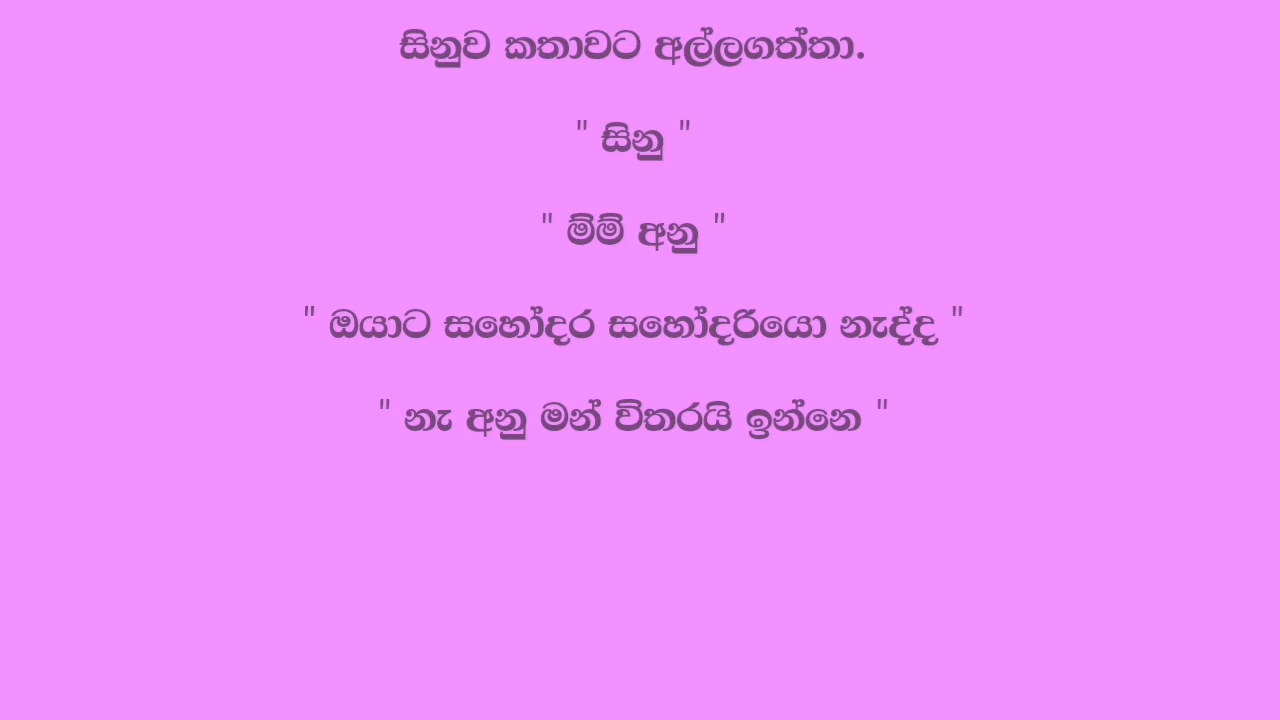 සිනුව කතාවට අල්ලගත්තා.
" සිනු "
" ම්ම් අනු "
" ඔයාට සහෝදර සහෝදරියො නැද්ද "
" නැ අනු මන් විතරයි ඉන්නෙ "